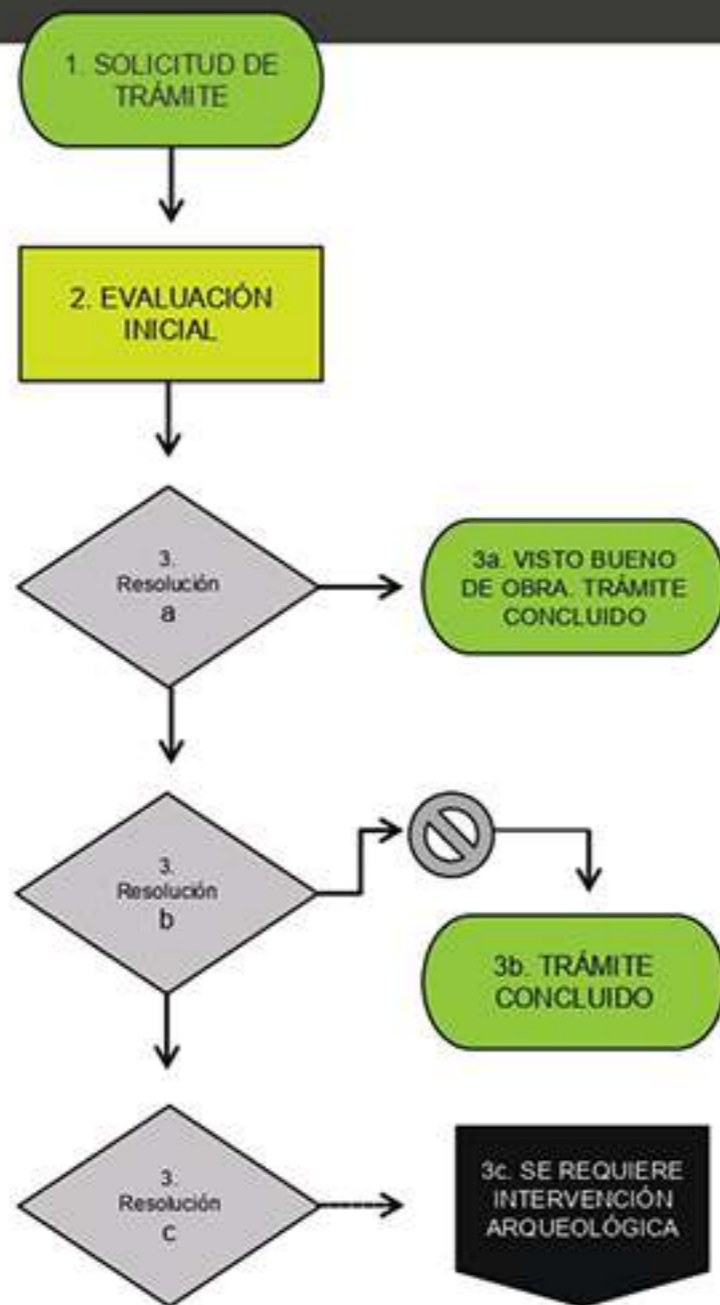 1. SOLICITUD DE
TRÁMITE
2. EVALUACIÓN
INICIAL
3.
Resolución
a
3a. VISTO BUENO
DE OBRA. TRÁMITE
CONCLUIDO
3.
Resolución
b
3b. TRÁMITE
CONCLUIDO
3.
Resolución
c
3c. SE REQUIERE
INTERVENCIÓN
ARQUEOLÓGICA